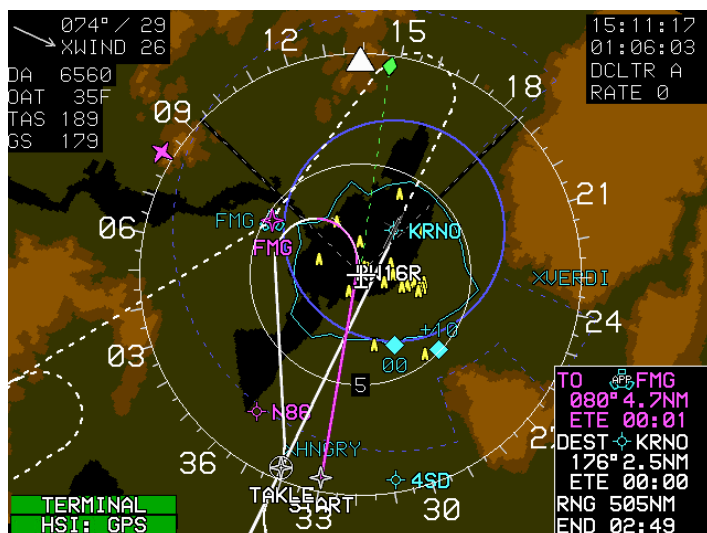 074° / 29
XWIND 26
DA 6560
OAT 35F
TAS 189
GS 179
15:11:17
01:06:03
DCLTR A
RATE 0
12
15
18
09
21
06
FMG
FMG
KRNO
16R
VERDI
24
03
00
+10
5
N86
27
HNGRY
36
TAKLE
START
33
4SD
30
TO APP FMG
080° 4.7NM
ETE 00:01
DEST KRNO
176° 2.5NM
ETE 00:00
RNG 505NM
END 02:49
TERMINAL
HSI: GPS